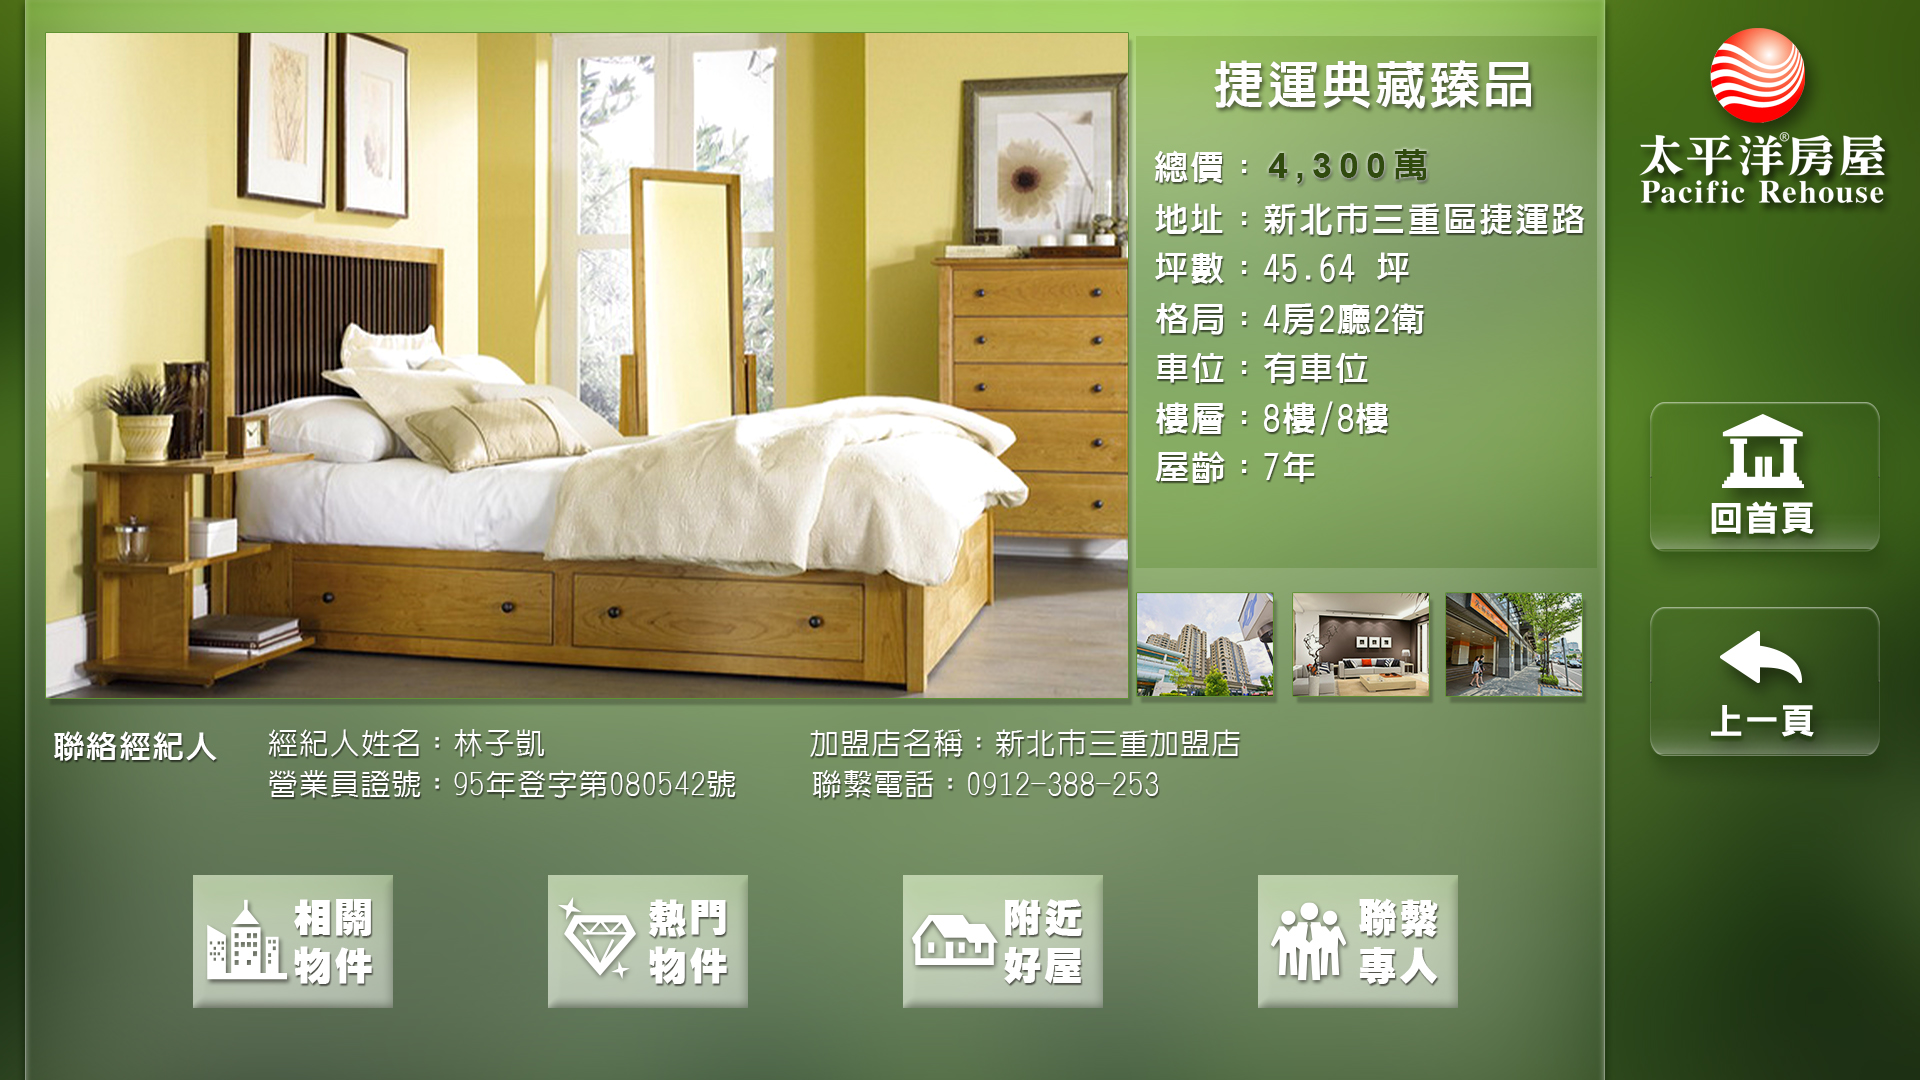 捷運典藏臻品
總價：4,300萬
地址：新北市三重區捷運路
坪數：45.64 坪
格局：4房2廳2衛
車位：有車位
樓層：8樓/8樓
屋齡：7年
太平洋房屋®
Pacific Rehouse
回首頁
上一頁
聯絡經紀人
經紀人姓名：林子凱
營業員證號：95年登字第080542號
加盟店名稱：新北市三重加盟店
聯繫電話：0912-388-253
相關
物件
熱門
物件
附近
好屋
聯繫
專人